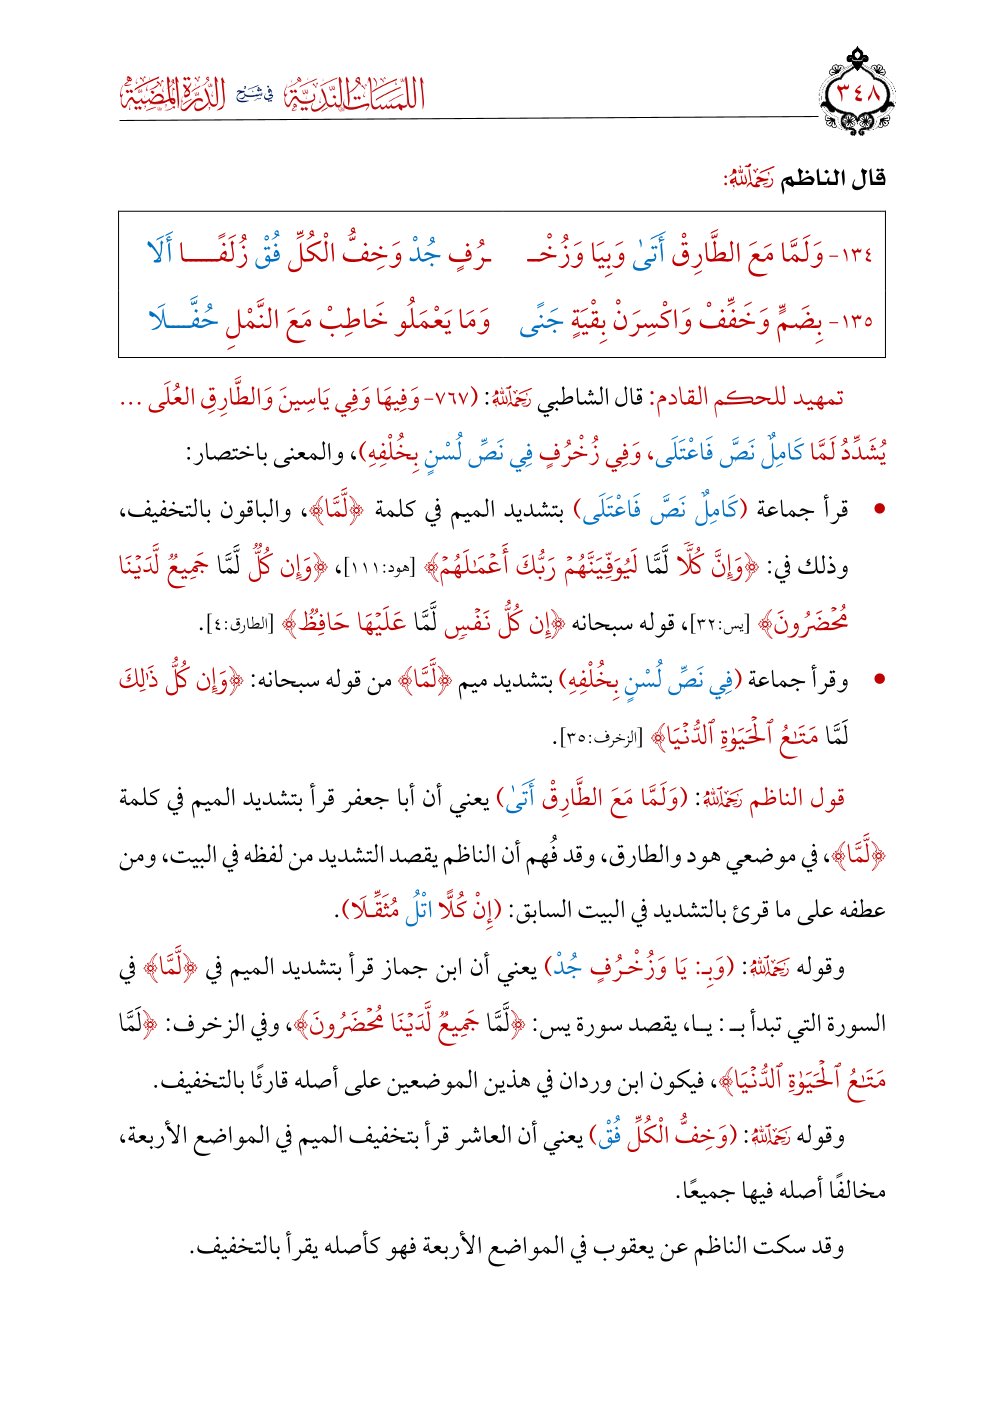 ٣٤٨
اللمسات الندية في شرح الدرة المضية
قال الناظم رَحِمَهُ اللَّهُ:
١٣٤- وَلَمَّا مَعَ الطَّارِقْ أَتَىٰ وَبِيَا وَزُخْـ ـرُفٍ جُدْ وَخِفُّ الْكُلِّ فُقْ زُلَفًـــا أَلَا
١٣٥- بِضَمٍّ وَخَفِّفْ وَاكْسِرَنْ بِقْيَةٍ جَنًى وَمَا يَعْمَلُو خَاطِبْ مَعَ النَّمْلِ حُفَّـــلَا
تمهيد للحكم القادم: قال الشاطبي رَحِمَهُ اللَّهُ: (٧٦٧- وَفِيهَا وَفِي يَاسِينَ وَالطَّارِقِ العُلَى ...
يُشَدِّدُ لَمَّا كَامِلٌ نَصَّ فَاعْتَلَى، وَفِي زُخْرُفٍ فِي نَصِّ لُسْنٍ بِخُلْفِهِ)، والمعنى باختصار:
• قرأ جماعة (كَامِلٌ نَصَّ فَاعْتَلَى) بتشديد الميم في كلمة ﴿لَّمَّا﴾، والباقون بالتخفيف،
وذلك في: ﴿وَإِنَّ كُلّٗا لَّمَّا لَيُوَفِّيَنَّهُمۡ رَبُّكَ أَعۡمَٰلَهُمۡ﴾ [هود:١١١]، ﴿وَإِن كُلّٞ لَّمَّا جَمِيعٞ لَّدَيۡنَا
مُحۡضَرُونَ﴾ [يس:٣٢]، قوله سبحانه ﴿إِن كُلُّ نَفۡسٖ لَّمَّا عَلَيۡهَا حَافِظٞ﴾ [الطارق:٤].
• وقرأ جماعة (فِي نَصِّ لُسْنٍ بِخُلْفِهِ) بتشديد ميم ﴿لَّمَّا﴾ من قوله سبحانه: ﴿وَإِن كُلُّ ذَٰلِكَ
لَمَّا مَتَٰعُ ٱلۡحَيَوٰةِ ٱلدُّنۡيَا﴾ [الزخرف:٣٥].
قول الناظم رَحِمَهُ اللَّهُ: (وَلَمَّا مَعَ الطَّارِقْ أَتَىٰ) يعني أن أبا جعفر قرأ بتشديد الميم في كلمة
﴿لَّمَّا﴾، في موضعي هود والطارق، وقد فُهم أن الناظم يقصد التشديد من لفظه في البيت، ومن
عطفه على ما قرئ بالتشديد في البيت السابق: (إِنْ كُلًّا اتْلُ مُثَقِّلَا).
وقوله رَحِمَهُ اللَّهُ: (وَبِـ: يَا وَزُخْـرُفٍ جُدْ) يعني أن ابن جماز قرأ بتشديد الميم في ﴿لَّمَّا﴾ في
السورة التي تبدأ بـ : يـا، يقصد سورة يس: ﴿لَّمَّا جَمِيعٞ لَّدَيۡنَا مُحۡضَرُونَ﴾، وفي الزخرف: ﴿لَمَّا
مَتَٰعُ ٱلۡحَيَوٰةِ ٱلدُّنۡيَا﴾، فيكون ابن وردان في هذين الموضعين على أصله قارئًا بالتخفيف.
وقوله رَحِمَهُ اللَّهُ: (وَخِفُّ الْكُلِّ فُقْ) يعني أن العاشر قرأ بتخفيف الميم في المواضع الأربعة،
مخالفًا أصله فيها جميعًا.
وقد سكت الناظم عن يعقوب في المواضع الأربعة فهو كأصله يقرأ بالتخفيف.